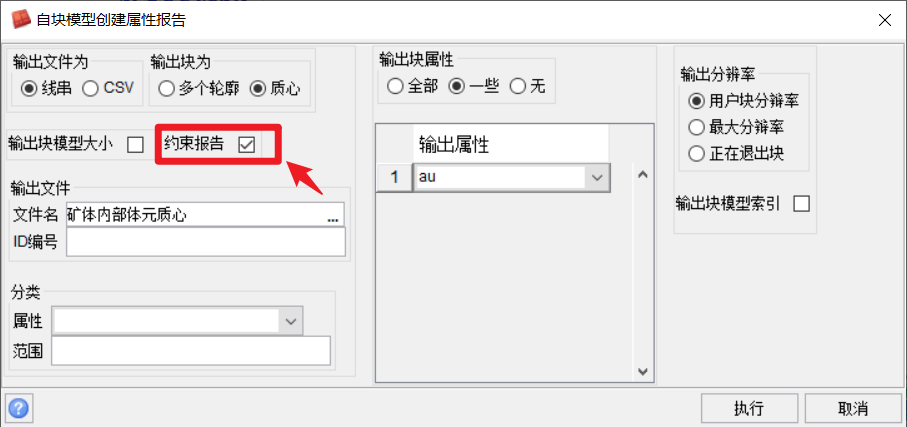 自块模型创建属性报告
输出文件为
线串 CSV
输出块为
多个轮廓 质心
输出块模型大小
约束报告
输出文件
文件名 矿体内部体元质心 ...
ID编号
分类
属性
范围
输出块属性
全部 一些 无
输出属性
1 au
输出分辩率
用户块分辩率
最大分辩率
正在退出块
输出块模型索引
?
执行 取消